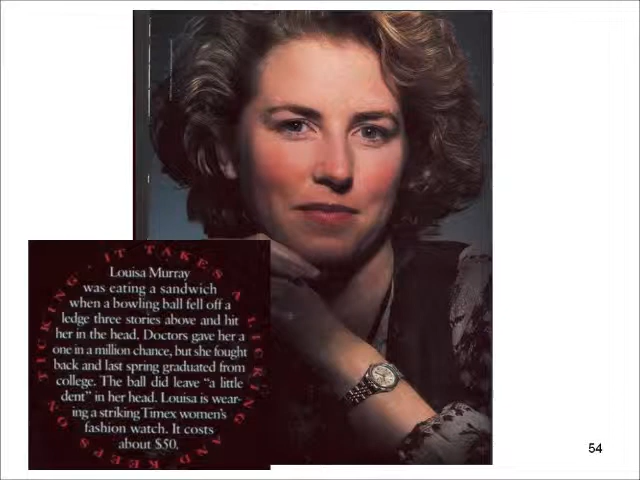 IT TAKES A LICKING AND KEEPS ON TICKING
Louisa Murray
was eating a sandwich
when a bowling ball fell off a
ledge three stories above and hit
her in the head. Doctors gave her a
one in a million chance, but she fought
back and last spring graduated from
college. The ball did leave “a little
dent” in her head. Louisa is wear-
ing a striking Timex women's
fashion watch. It costs
about $50.
54